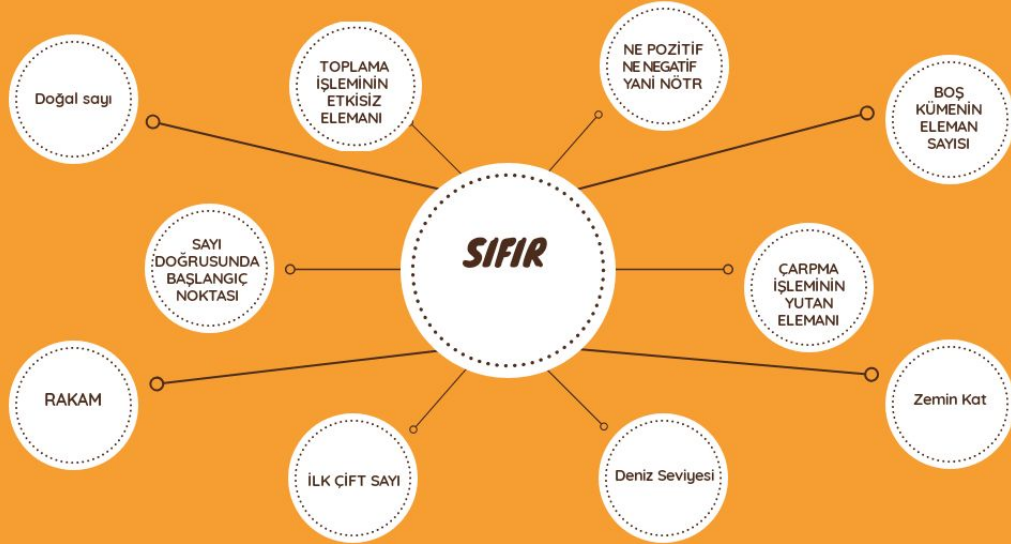 Doğal sayı
TOPLAMA
İŞLEMİNİN
ETKİSİZ
ELEMANI
NE POZİTİF
NE NEGATİF
YANİ NÖTR
BOŞ
KÜMENİN
ELEMAN
SAYISI
SAYI
DOĞRUSUNDA
BAŞLANGIÇ
NOKTASI
SIFIR
ÇARPMA
İŞLEMİNİN
YUTAN
ELEMANI
RAKAM
İLK ÇİFT SAYI
Deniz Seviyesi
Zemin Kat